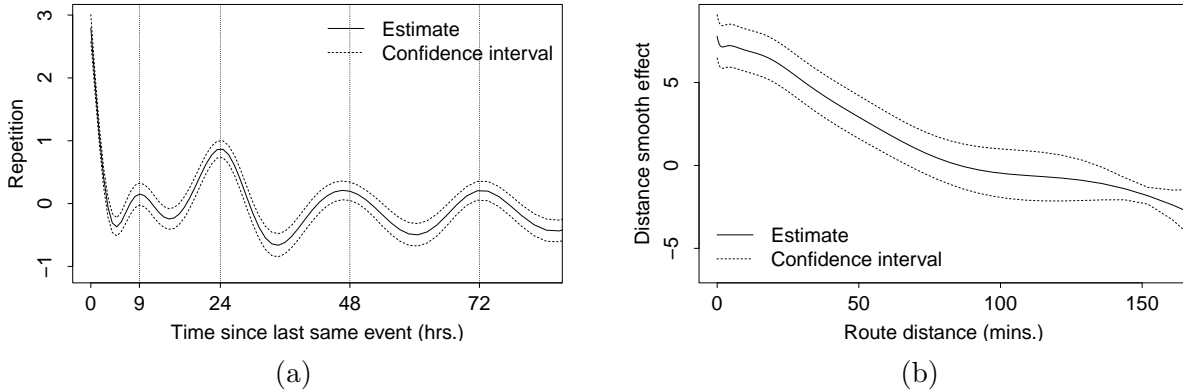 3
2
1
0
−1
Repetition
Estimate
Confidence interval
0 9 24 48 72
Time since last same event (hrs.)
(a)
5
0
−5
Distance smooth effect
Estimate
Confidence interval
0 50 100 150
Route distance (mins.)
(b)